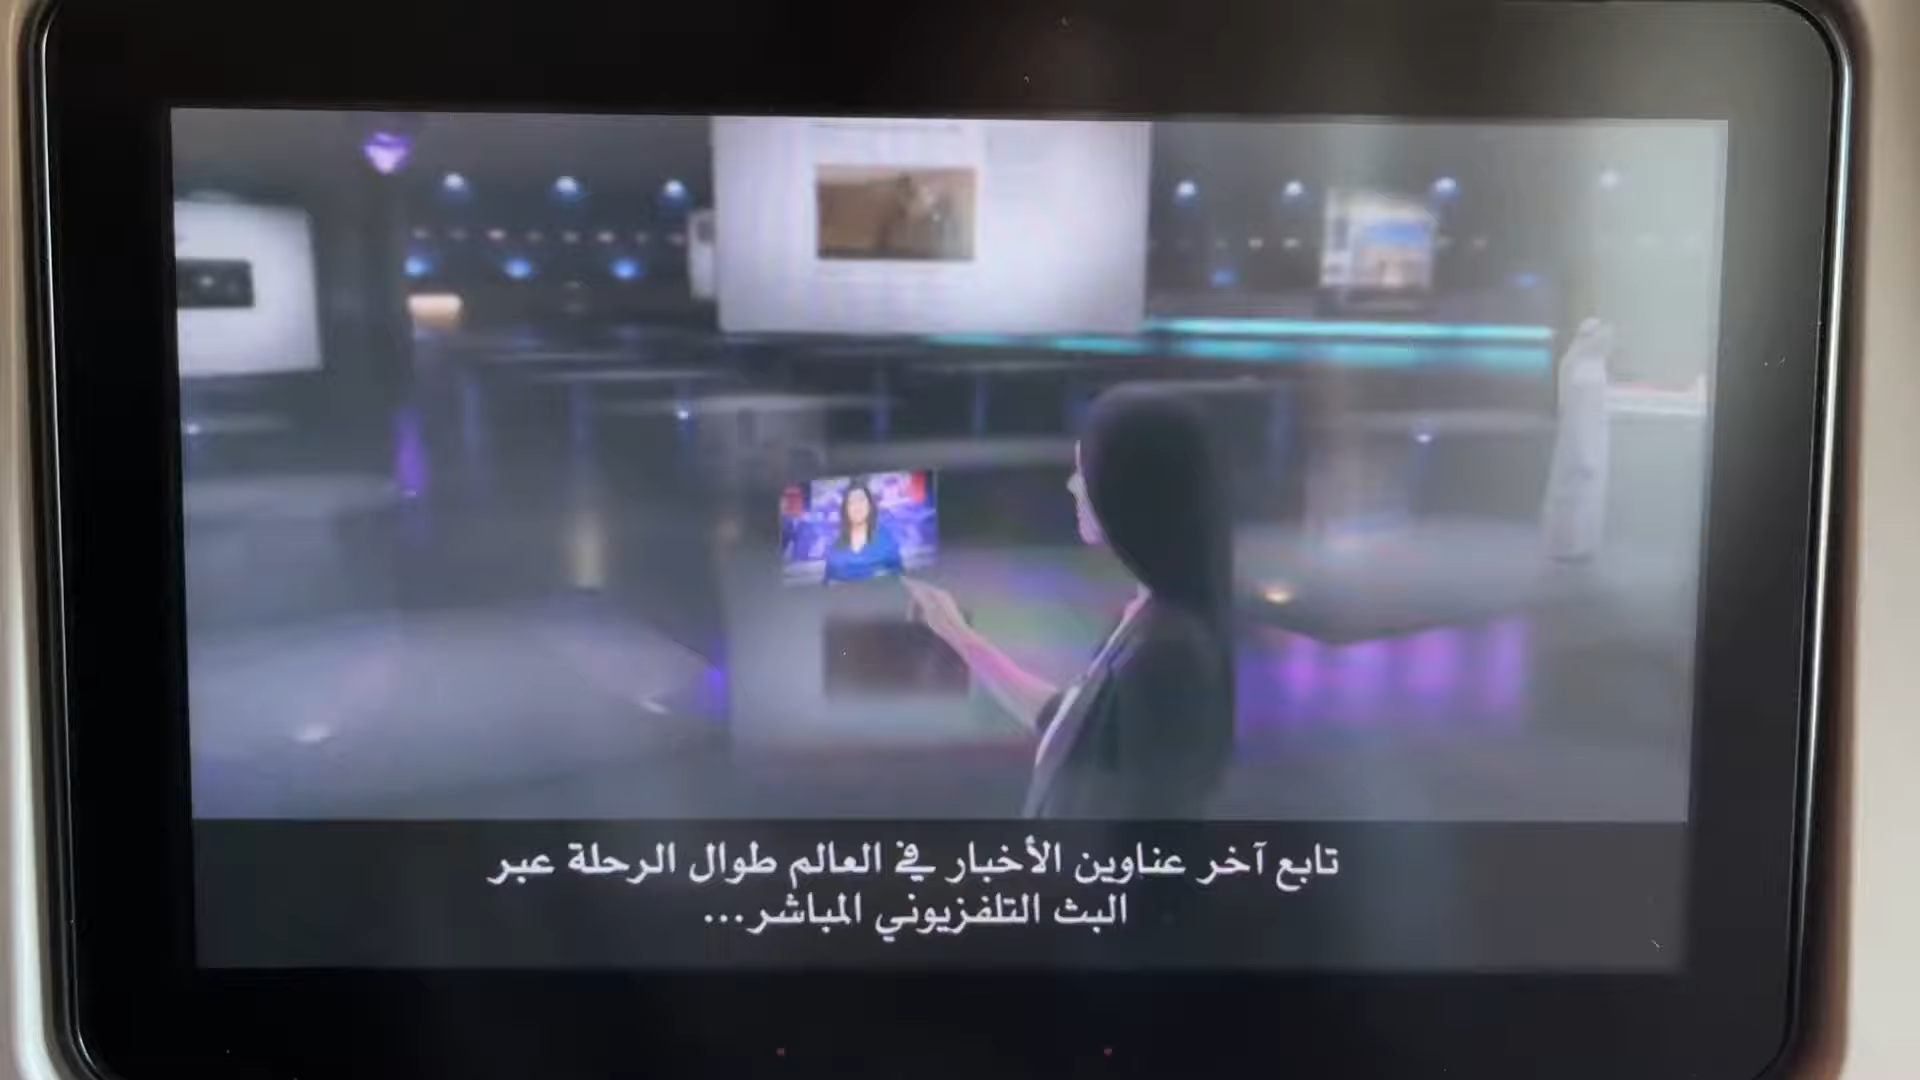 تابع آخر عناوين الأخبار في العالم طوال الرحلة عبر
البث التلفزيوني المباشر...